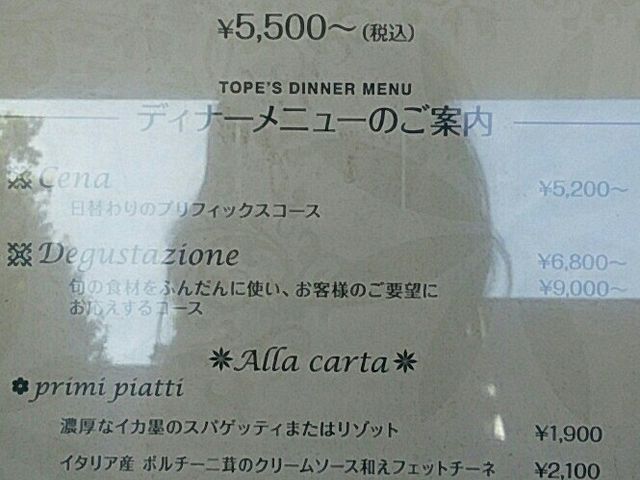 ¥5,500～(税込)
TOPE'S DINNER MENU
ディナーメニューのご案内
Cena ¥5,200～
日替わりのプリフィックスコース
Degustazione ¥6,800～
旬の食材をふんだんに使い、お客様のご要望に ¥9,000～
お応えするコース
Alla carta
primi piatti
濃厚なイカ墨のスパゲッティまたはリゾット ¥1,900
イタリア産 ポルチーニ茸のクリームソース和えフェットチーネ ¥2,100